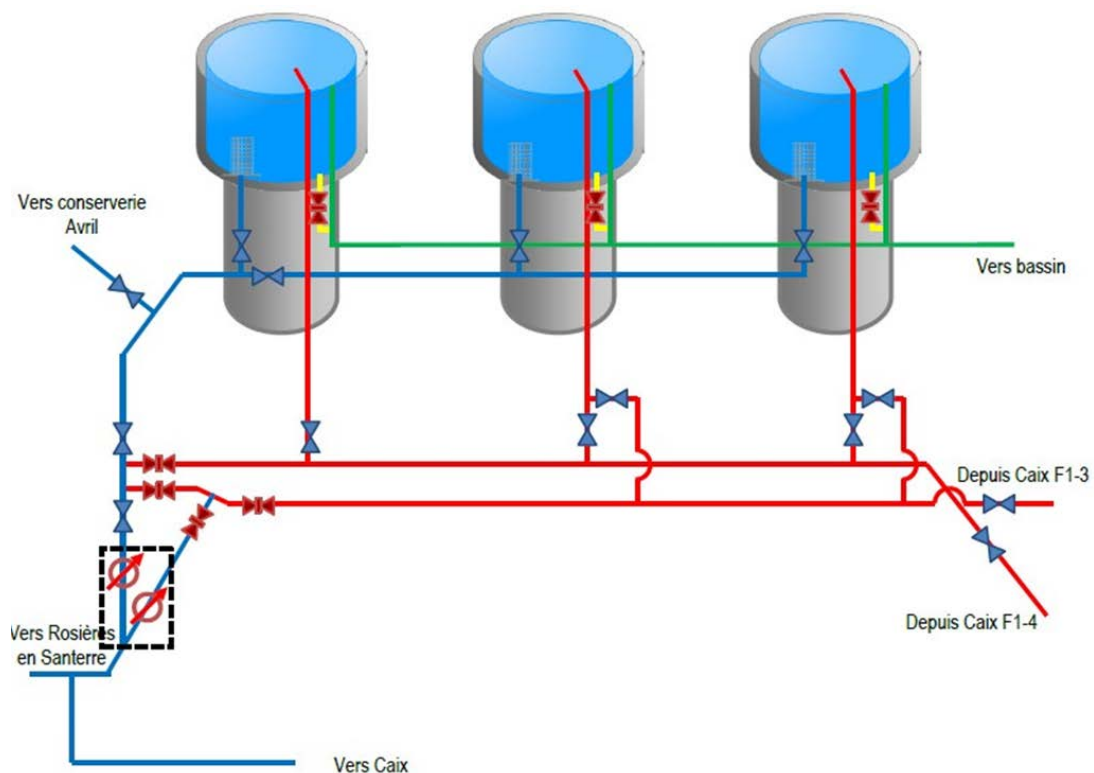 Vers conserverie
Avril
Vers bassin
Depuis Caix F1-3
Depuis Caix F1-4
Vers Rosières
en Santerre
Vers Caix